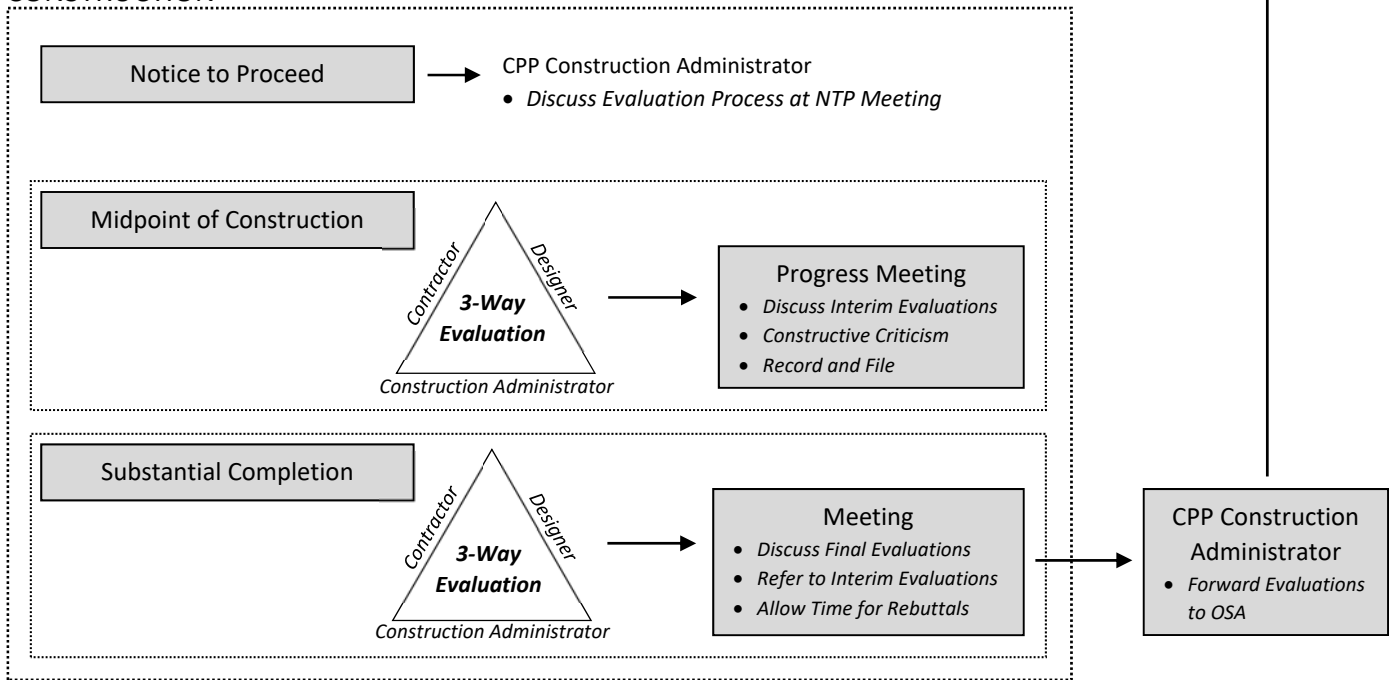 Notice to Proceed
CPP Construction Administrator
• Discuss Evaluation Process at NTP Meeting
Midpoint of Construction
Contractor
Designer
3-Way
Evaluation
Construction Administrator
Progress Meeting
• Discuss Interim Evaluations
• Constructive Criticism
• Record and File
Substantial Completion
Contractor
Designer
3-Way
Evaluation
Construction Administrator
Meeting
• Discuss Final Evaluations
• Refer to Interim Evaluations
• Allow Time for Rebuttals
CPP Construction
Administrator
• Forward Evaluations
to OSA